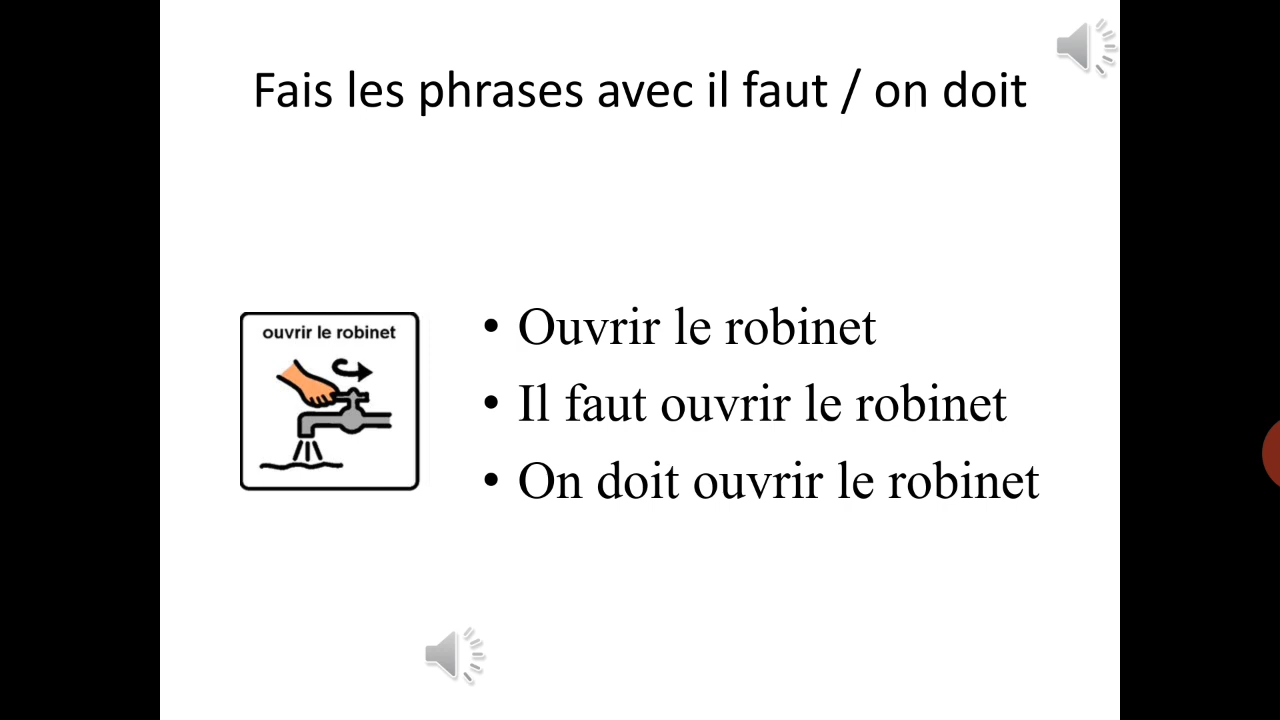 Fais les phrases avec il faut / on doit
ouvrir le robinet
• Ouvrir le robinet
• Il faut ouvrir le robinet
• On doit ouvrir le robinet